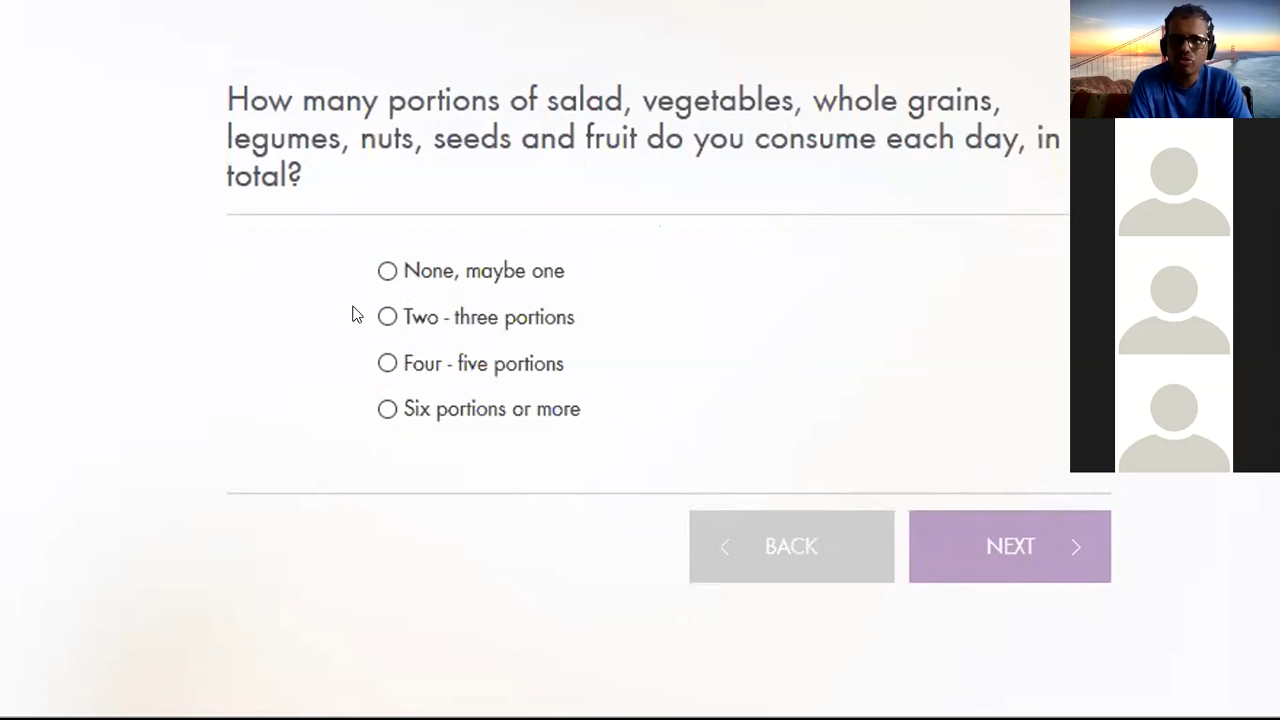 How many portions of salad, vegetables, whole grains,
legumes, nuts, seeds and fruit do you consume each day, in
total?
None, maybe one
Two - three portions
Four - five portions
Six portions or more
BACK
NEXT